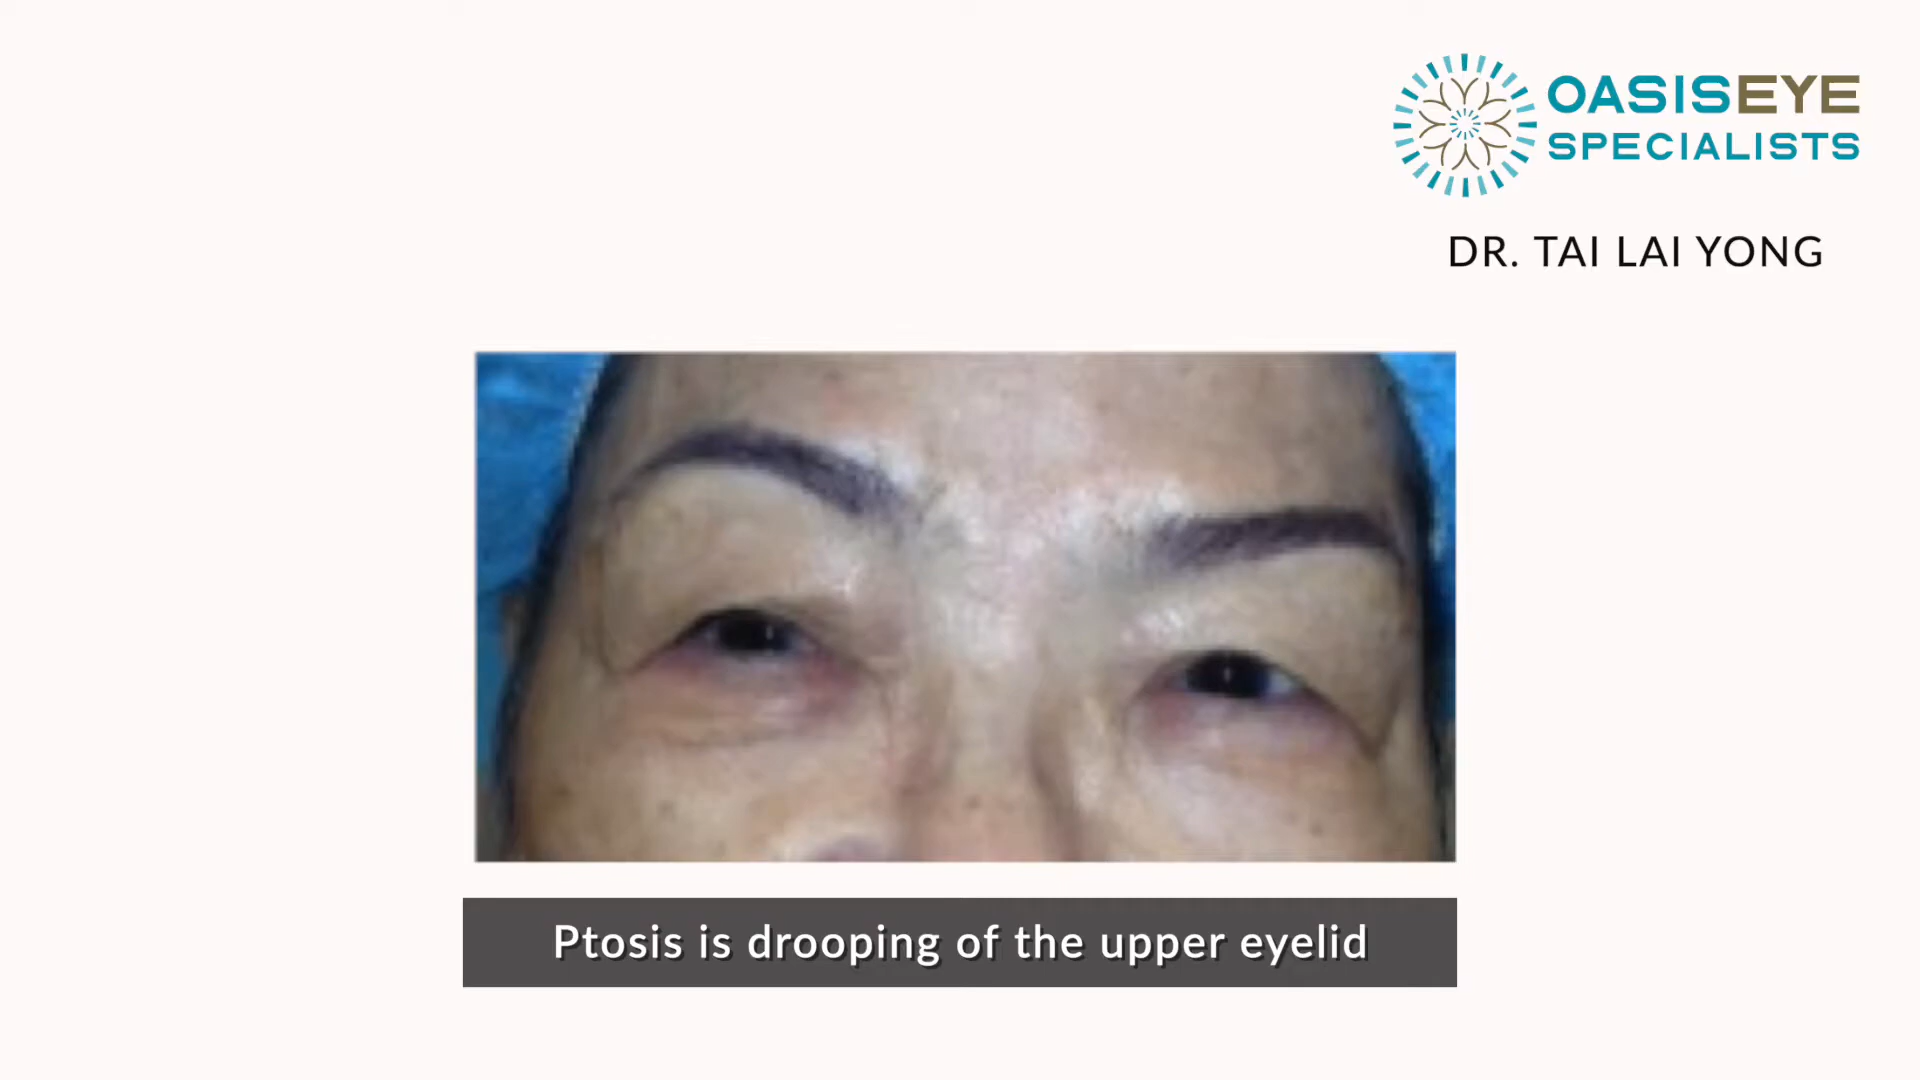 OASISEYE
SPECIALISTS
DR. TAI LAI YONG
Ptosis is drooping of the upper eyelid